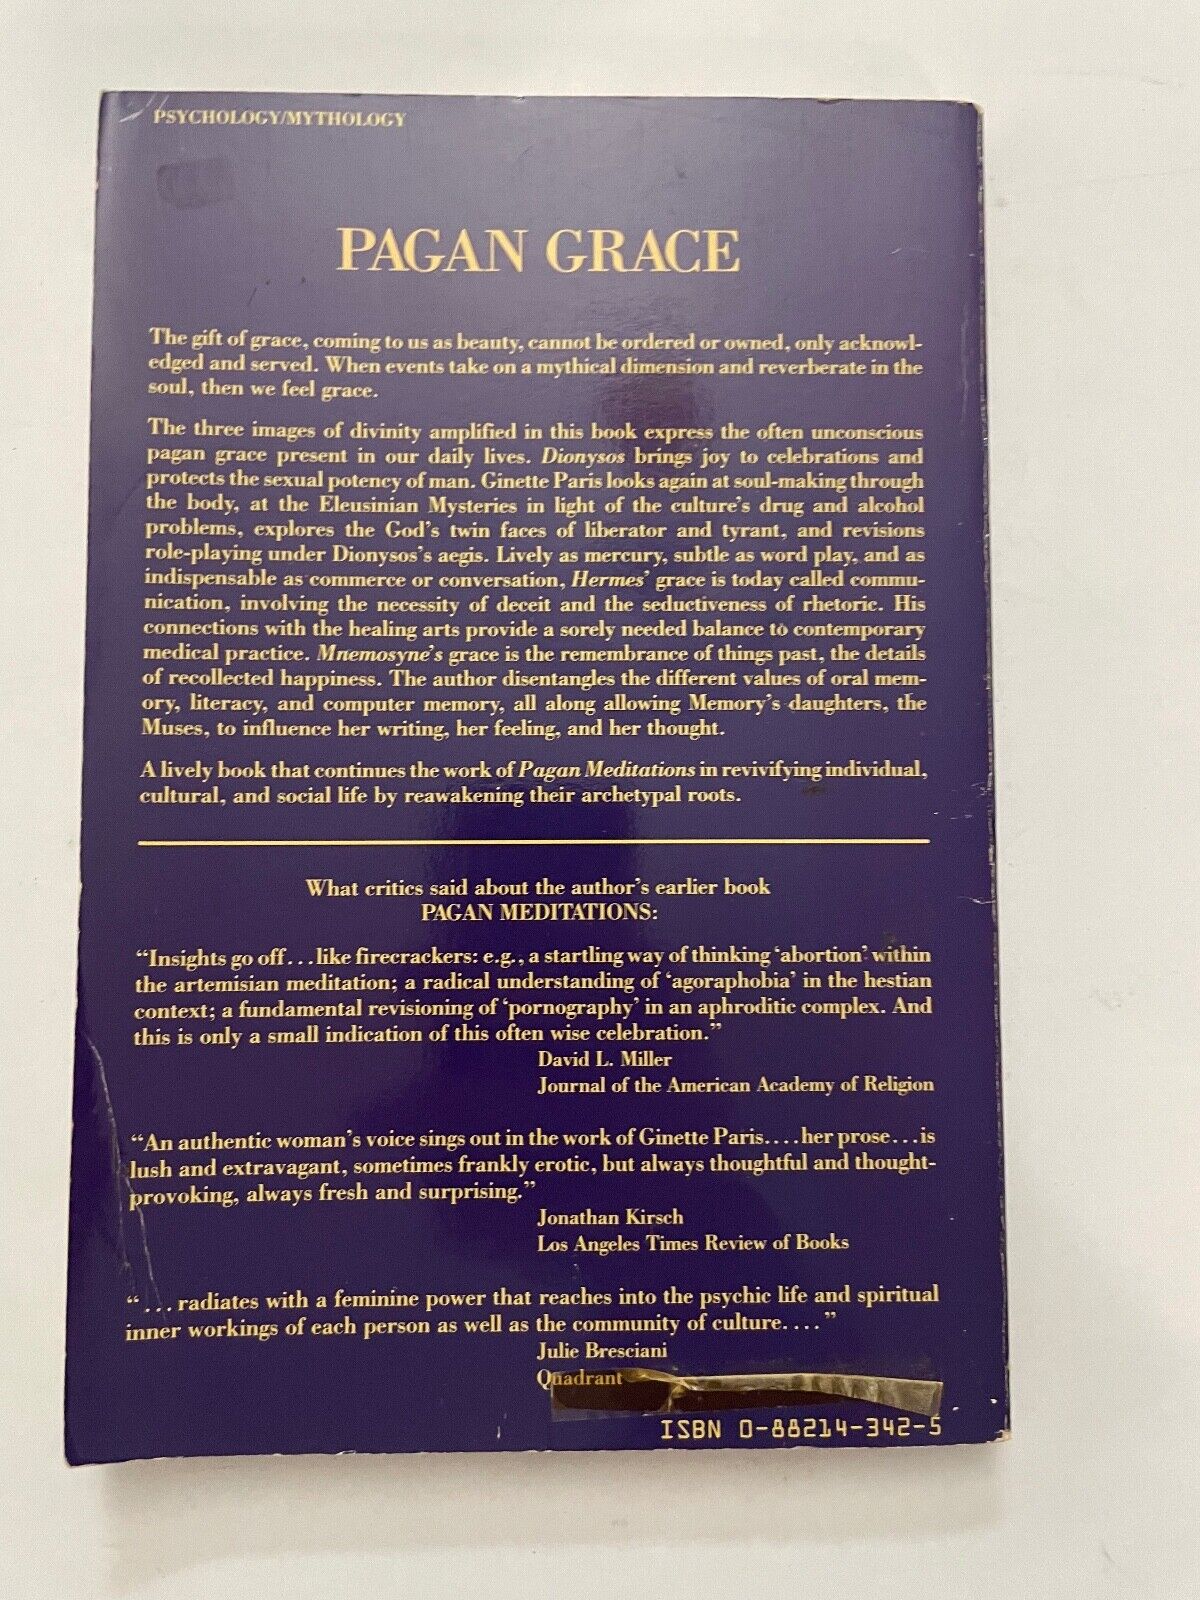 PSYCHOLOGY/MYTHOLOGY
PAGAN GRACE
The gift of grace, coming to us as beauty, cannot be ordered or owned, only acknowl-
edged and served. When events take on a mythical dimension and reverberate in the
soul, then we feel grace.
The three images of divinity amplified in this book express the often unconscious
pagan grace present in our daily lives. Dionysos brings joy to celebrations and
protects the sexual potency of man. Ginette Paris looks again at soul-making through
the body, at the Eleusinian Mysteries in light of the culture's drug and alcohol
problems, explores the God's twin faces of liberator and tyrant, and revisions
role-playing under Dionysos's aegis. Lively as mercury, subtle as word play, and as
indispensable as commerce or conversation, Hermes' grace is today called commu-
nication, involving the necessity of deceit and the seductiveness of rhetoric. His
connections with the healing arts provide a sorely needed balance to contemporary
medical practice. Mnemosyne's grace is the remembrance of things past, the details
of recollected happiness. The author disentangles the different values of oral mem-
ory, literacy, and computer memory, all along allowing Memory's daughters, the
Muses, to influence her writing, her feeling, and her thought.
A lively book that continues the work of Pagan Meditations in revivifying individual,
cultural, and social life by reawakening their archetypal roots.
What critics said about the author's earlier book
PAGAN MEDITATIONS:
“Insights go off...like firecrackers: e.g., a startling way of thinking ‘abortion’ within
the artemisian meditation; a radical understanding of ‘agoraphobia’ in the hestian
context; a fundamental revisioning of ‘pornography’ in an aphroditic complex. And
this is only a small indication of this often wise celebration.”
David L. Miller
Journal of the American Academy of Religion
“An authentic woman's voice sings out in the work of Ginette Paris....her prose...is
lush and extravagant, sometimes frankly erotic, but always thoughtful and thought-
provoking, always fresh and surprising.”
Jonathan Kirsch
Los Angeles Times Review of Books
“...radiates with a feminine power that reaches into the psychic life and spiritual
inner workings of each person as well as the community of culture....”
Julie Bresciani
Quadrant
ISBN 0-88214-342-5